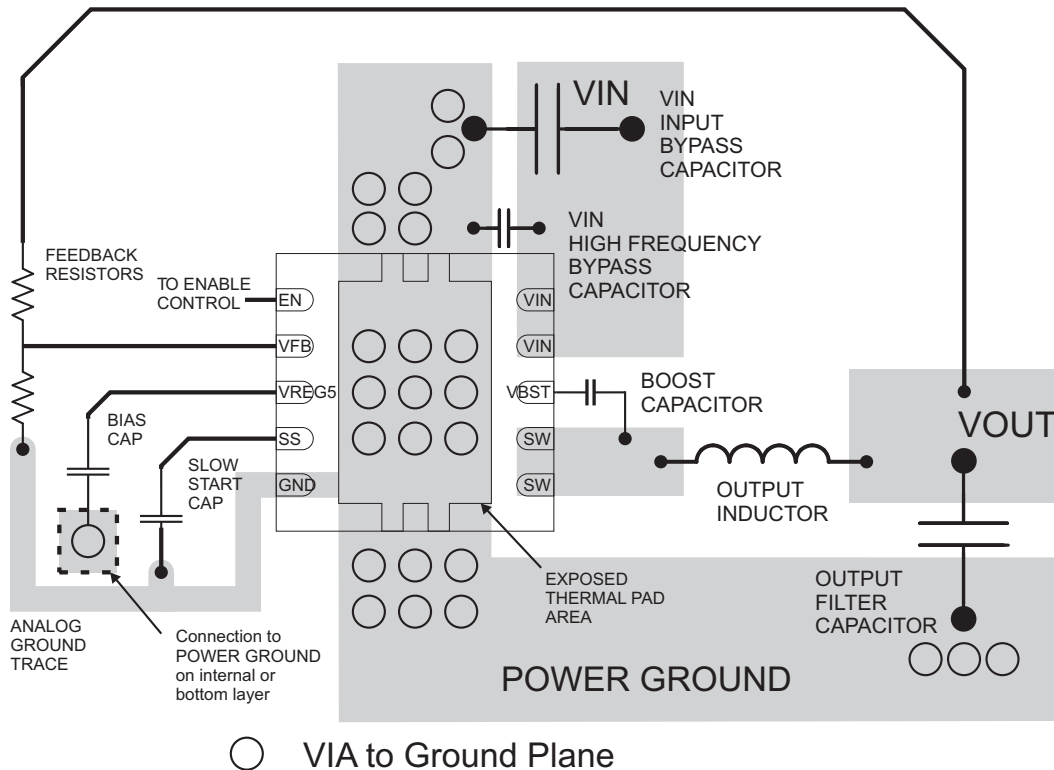 VIN
VIN
INPUT
BYPASS
CAPACITOR
VIN
HIGH FREQUENCY
BYPASS
CAPACITOR
FEEDBACK
RESISTORS
TO ENABLE
CONTROL
EN
VFB
VREG5
SS
GND
VIN
VIN
VBST
SW
SW
BOOST
CAPACITOR
VOUT
BIAS
CAP
SLOW
START
CAP
OUTPUT
INDUCTOR
EXPOSED
THERMAL PAD
AREA
OUTPUT
FILTER
CAPACITOR
ANALOG
GROUND
TRACE
Connection to
POWER GROUND
on internal or
bottom layer
POWER GROUND
VIA to Ground Plane